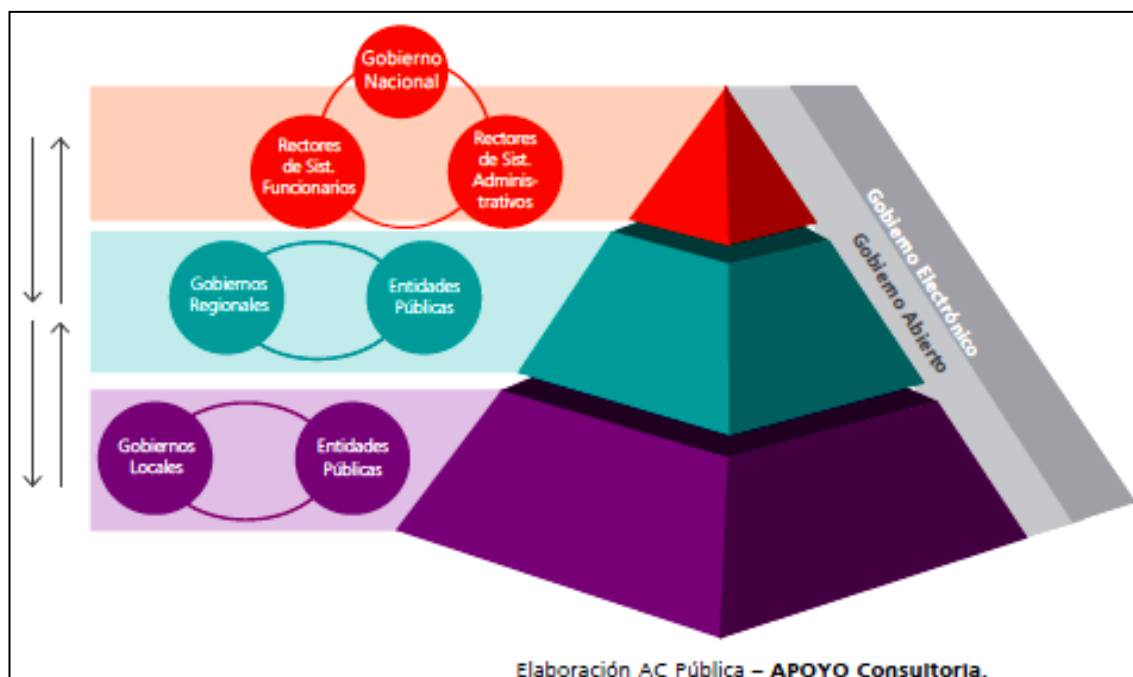 Gobierno
Nacional
Rectores
de Sist.
Funcionarios
Rectores
de Sist.
Adminis-
trativos
Gobierno Electrónico
Gobierno Abierto
Gobiernos
Regionales
Entidades
Públicas
Gobiernos
Locales
Entidades
Públicas
Elaboración AC Pública – APOYO Consultoria.